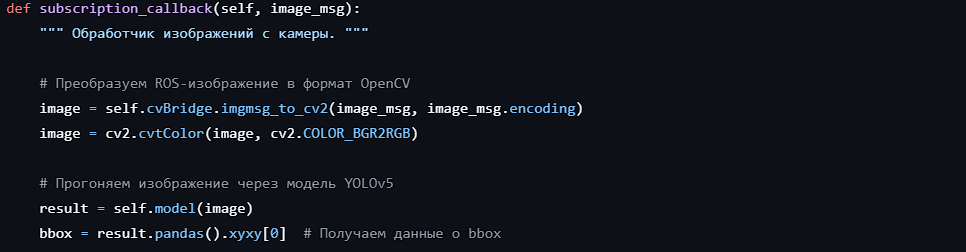 def subscription_callback(self, image_msg):
""" Обработчик изображений с камеры. """
# Преобразуем ROS-изображение в формат OpenCV
image = self.cvBridge.imgmsg_to_cv2(image_msg, image_msg.encoding)
image = cv2.cvtColor(image, cv2.COLOR_BGR2RGB)
# Прогоняем изображение через модель YOLOv5
result = self.model(image)
bbox = result.pandas().xyxy[0]  # Получаем данные о bbox